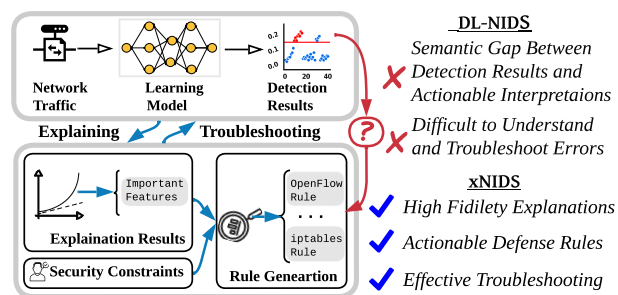 Network
Traffic
Learning
Model
0.2
0.1
0.0
0 20 40
Detection
Results
Explaining
Troubleshooting
?
Important
Features
Explaination Results
Security Constraints
OpenFlow
Rule
...
iptables
Rule
Rule Geneartion
DL-NIDS
Semantic Gap Between
Detection Results and
Actionable Interpretaions
Difficult to Understand
and Troubleshoot Errors
xNIDS
High Fidilety Explanations
Actionable Defense Rules
Effective Troubleshooting